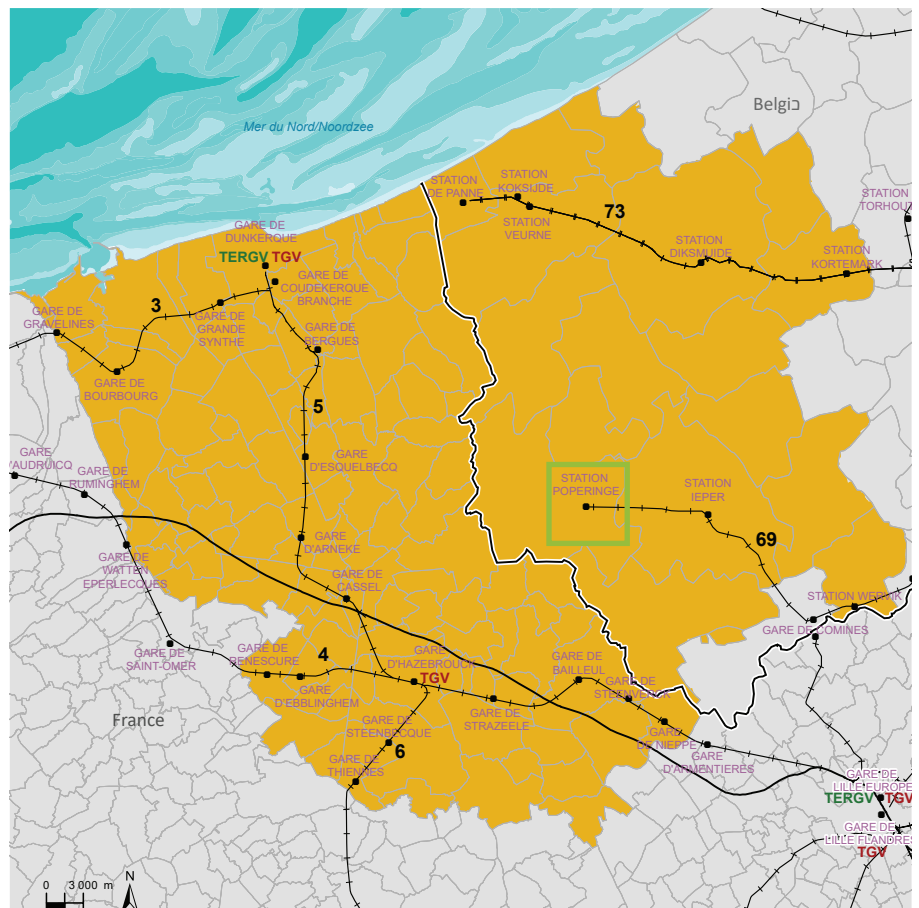 Belgiג
Mer du Nord/Noordzee
STATION
DE PANNE
STATION
KOKSIJDE
STATION
VEURNE
73
STATION
TORHOUT
STATION
DIKSMUIDE
STATION
KORTEMARK
GARE DE
DUNKERQUE
TERGV TGV
GARE DE
COUDEKERQUE
BRANCHE
3
GARE DE
GRAVELINES
GARE DE
GRANDE
SYNTHE
GARE DE
BERGUES
GARE DE
BOURBOURG
5
GARE
D'ESQUELBECQ
GARE
'AUDRUICQ
GARE DE
RUMINGHEM
STATION
POPERINGE
STATION
IEPER
69
GARE
D'ARNEKE
GARE DE
WATTEN
EPERLECQUES
GARE DE
CASSEL
STATION WERVIK
GARE DE COMINES
GARE DE
SAINT-OMER
GARE DE
RENESCURE
4
GARE
D'EBBLINGHEM
GARE
D'HAZEBROUCK
TGV
GARE DE
BAILLEUL
GARE DE
STEENWERCK
GARE DE
STRAZEELE
GARE
DE NIEPPE
GARE
D'ARMENTIERES
France
GARE DE
STEENBECQUE
6
GARE DE
THIENNES
GARE DE
LILLE EUROPE
TERGV TGV
GARE DE
LILLE FLANDRES
TGV
0 3 000 m
N